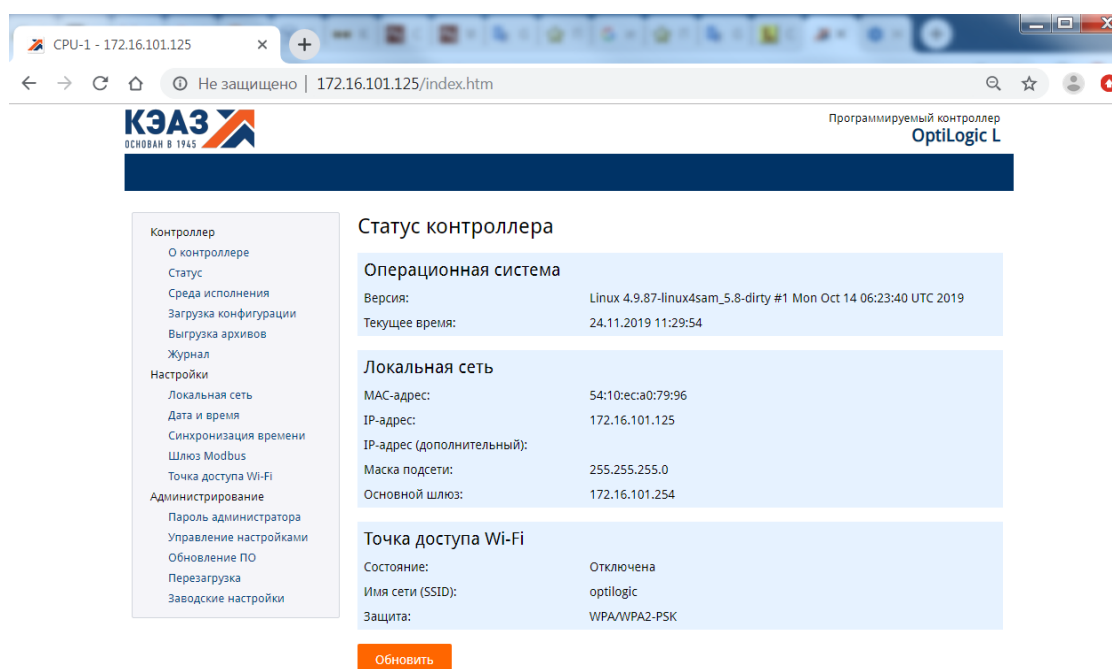 CPU-1 - 172.16.101.125
Не защищено | 172.16.101.125/index.htm
КЭАЗ
ОСНОВАН В 1945
Программируемый контроллер
OptiLogic L
Контроллер
О контроллере
Статус
Среда исполнения
Загрузка конфигурации
Выгрузка архивов
Журнал
Настройки
Локальная сеть
Дата и время
Синхронизация времени
Шлюз Modbus
Точка доступа Wi-Fi
Администрирование
Пароль администратора
Управление настройками
Обновление ПО
Перезагрузка
Заводские настройки
Статус контроллера
Операционная система
Версия: Linux 4.9.87-linux4sam_5.8-dirty #1 Mon Oct 14 06:23:40 UTC 2019
Текущее время: 24.11.2019 11:29:54
Локальная сеть
MAC-адрес: 54:10:ec:a0:79:96
IP-адрес: 172.16.101.125
IP-адрес (дополнительный):
Маска подсети: 255.255.255.0
Основной шлюз: 172.16.101.254
Точка доступа Wi-Fi
Состояние: Отключена
Имя сети (SSID): optilogic
Защита: WPA/WPA2-PSK
Обновить